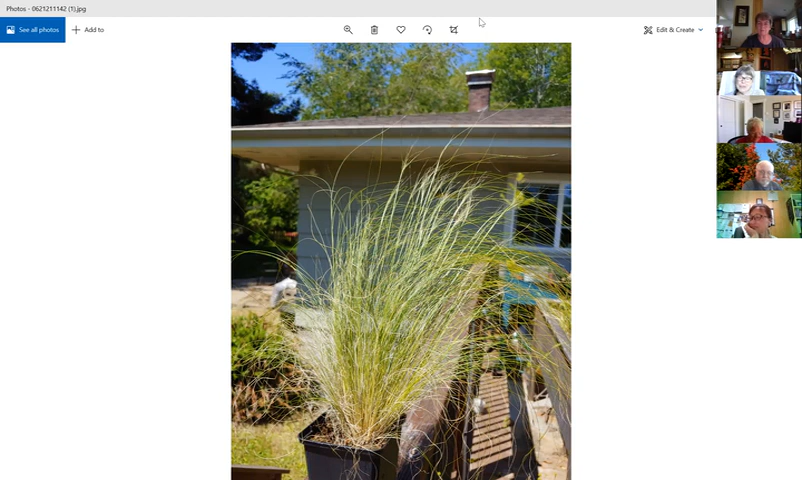 Photos - 0621211142 (1).jpg
See all photos
Add to
Edit & Create